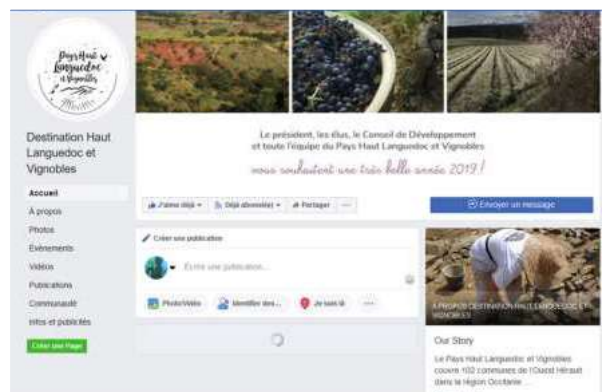 Pays Haut
Languedoc
et Vignobles
Destination Haut
Languedoc et
Vignobles
Accueil
À propos
Photos
Évènements
Vidéos
Publications
Communauté
Infos et publicités
Créer une Page
Le président, les élus, le Conseil de Développement
et toute l'équipe du Pays Haut Languedoc et Vignobles
vous souhaitent une très belle année 2019 !
J'aime déjà
Déjà abonné(e)
Partager
Envoyer un message
Créer une publication
Écrire une publication...
Photo/Vidéo
Identifier des...
Je suis là
A PROPOS DESTINATION HAUT LANGUEDOC ET
VIGNOBLES
Our Story
Le Pays Haut Languedoc et Vignobles
couvre 102 communes de l'Ouest Hérault
dans la région Occitanie ...